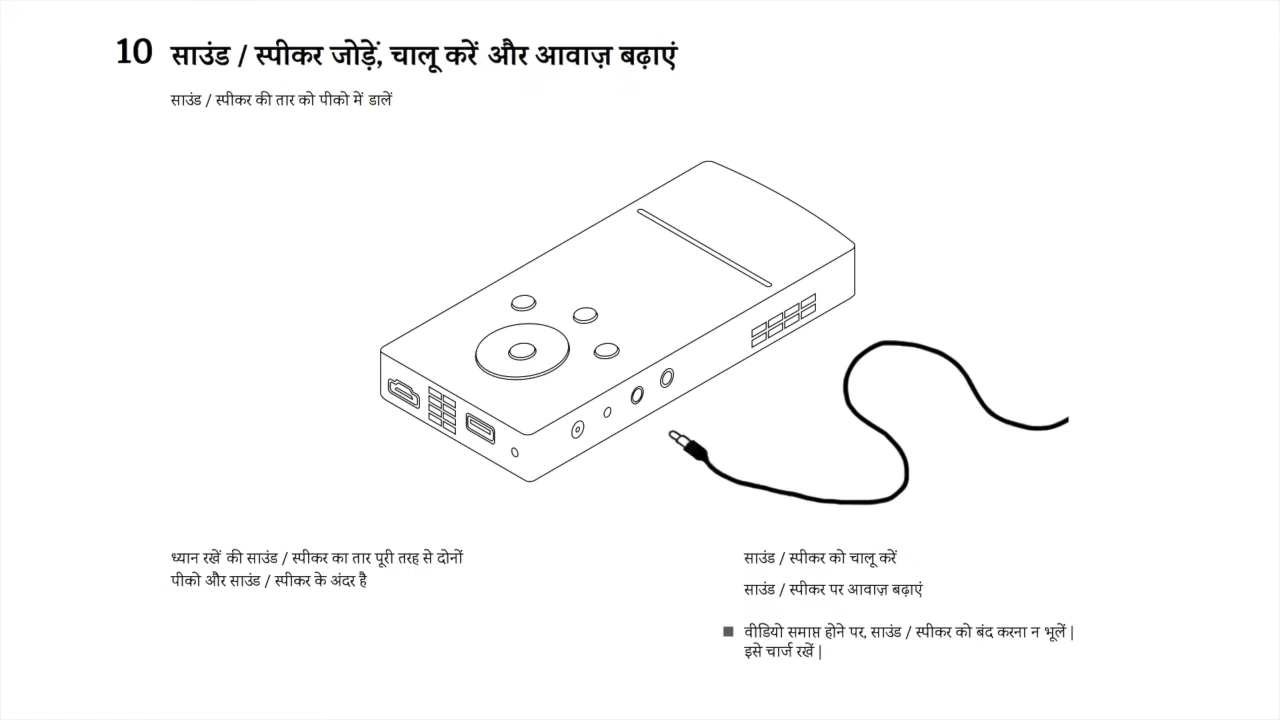 10 साउंड / स्पीकर जोड़ें, चालू करें और आवाज़ बढ़ाएं
साउंड / स्पीकर की तार को पीको में डालें
ध्यान रखें की साउंड / स्पीकर का तार पूरी तरह से दोनों
पीको और साउंड / स्पीकर के अंदर है
साउंड / स्पीकर को चालू करें
साउंड / स्पीकर पर आवाज़ बढ़ाएं
वीडियो समाप्त होने पर, साउंड / स्पीकर को बंद करना न भूलें |
इसे चार्ज रखें |